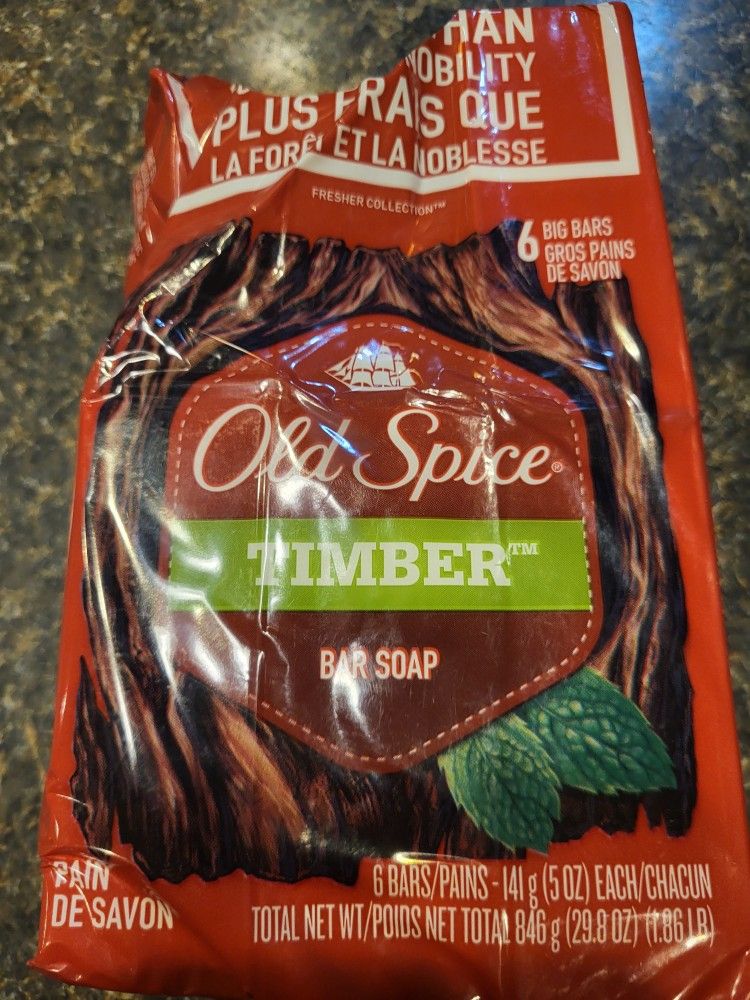 THAN
NOBILITY
PLUS FRAIS QUE
LA FORÊT ET LA NOBLESSE
FRESHER COLLECTION™
6 BIG BARS
GROS PAINS
DE SAVON
Old Spice®
TIMBER™
BAR SOAP
PAIN
DE SAVON
6 BARS/PAINS - 141 g (5 OZ) EACH/CHACUN
TOTAL NET WT/POIDS NET TOTAL 846 g (29.8 OZ) (1.86 LB)